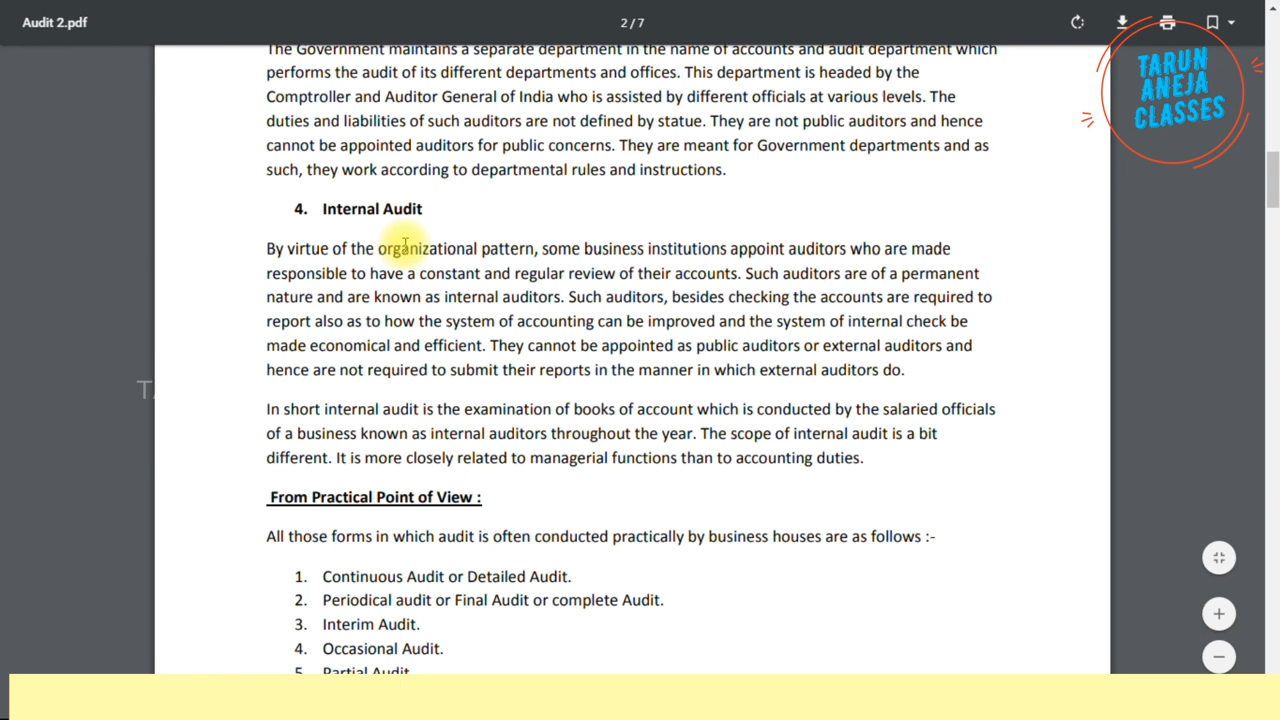 Audit 2.pdf
2 / 7
TARUN
ANEJA
CLASSES
The Government maintains a separate department in the name of accounts and audit department which
performs the audit of its different departments and offices. This department is headed by the
Comptroller and Auditor General of India who is assisted by different officials at various levels. The
duties and liabilities of such auditors are not defined by statue. They are not public auditors and hence
cannot be appointed auditors for public concerns. They are meant for Government departments and as
such, they work according to departmental rules and instructions.
4. Internal Audit
By virtue of the organizational pattern, some business institutions appoint auditors who are made
responsible to have a constant and regular review of their accounts. Such auditors are of a permanent
nature and are known as internal auditors. Such auditors, besides checking the accounts are required to
report also as to how the system of accounting can be improved and the system of internal check be
made economical and efficient. They cannot be appointed as public auditors or external auditors and
hence are not required to submit their reports in the manner in which external auditors do.
In short internal audit is the examination of books of account which is conducted by the salaried officials
of a business known as internal auditors throughout the year. The scope of internal audit is a bit
different. It is more closely related to managerial functions than to accounting duties.
From Practical Point of View :
All those forms in which audit is often conducted practically by business houses are as follows :-
1. Continuous Audit or Detailed Audit.
2. Periodical audit or Final Audit or complete Audit.
3. Interim Audit.
4. Occasional Audit.
5. Partial Audit